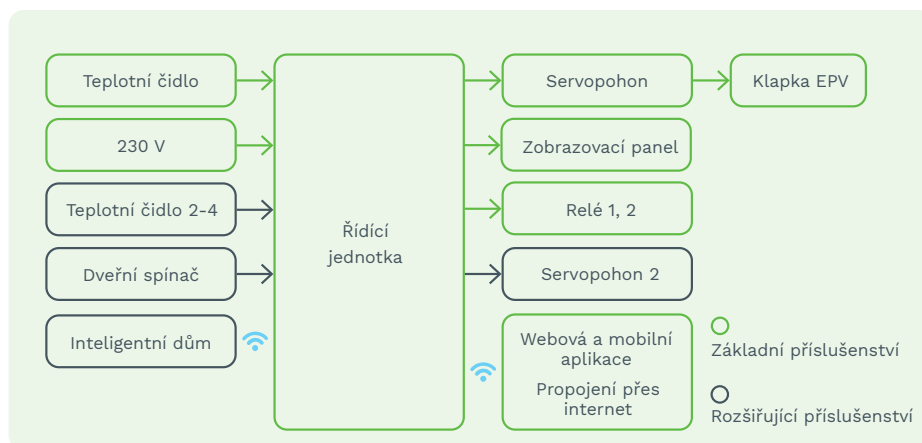 Teplotní čidlo
230 V
Teplotní čidlo 2-4
Dveřní spínač
Inteligentní dům
Řídící
jednotka
Servopohon
Klapka EPV
Zobrazovací panel
Relé 1, 2
Servopohon 2
Webová a mobilní
aplikace
Propojení přes
internet
Základní příslušenství
Rozšiřující příslušenství